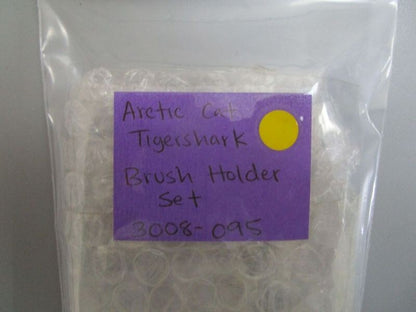 Arctic Cat
Tigershark
Brush Holder
Set
3008-095